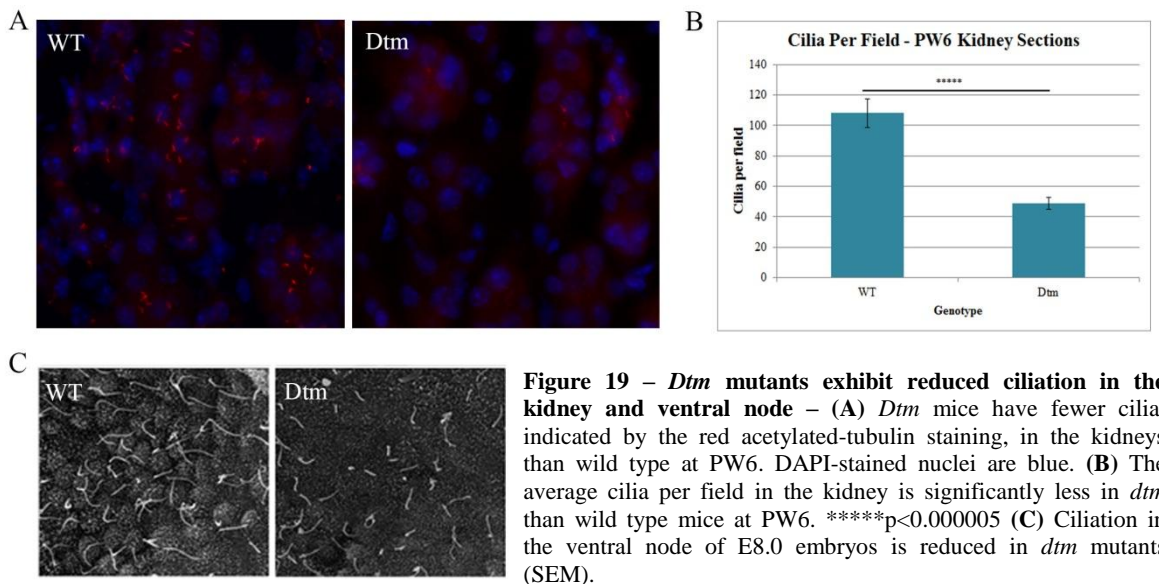 A
WT
Dtm
B
Cilia Per Field - PW6 Kidney Sections
*****
140
120
100
80
60
40
20
0
Cilia per field
WT
Dtm
Genotype
C
WT
Dtm
Figure 19 – Dtm mutants exhibit reduced ciliation in the
kidney and ventral node – (A) Dtm mice have fewer cilia
indicated by the red acetylated-tubulin staining, in the kidneys
than wild type at PW6. DAPI-stained nuclei are blue. (B) The
average cilia per field in the kidney is significantly less in dtm
than wild type mice at PW6. *****p<0.000005 (C) Ciliation in
the ventral node of E8.0 embryos is reduced in dtm mutants
(SEM).